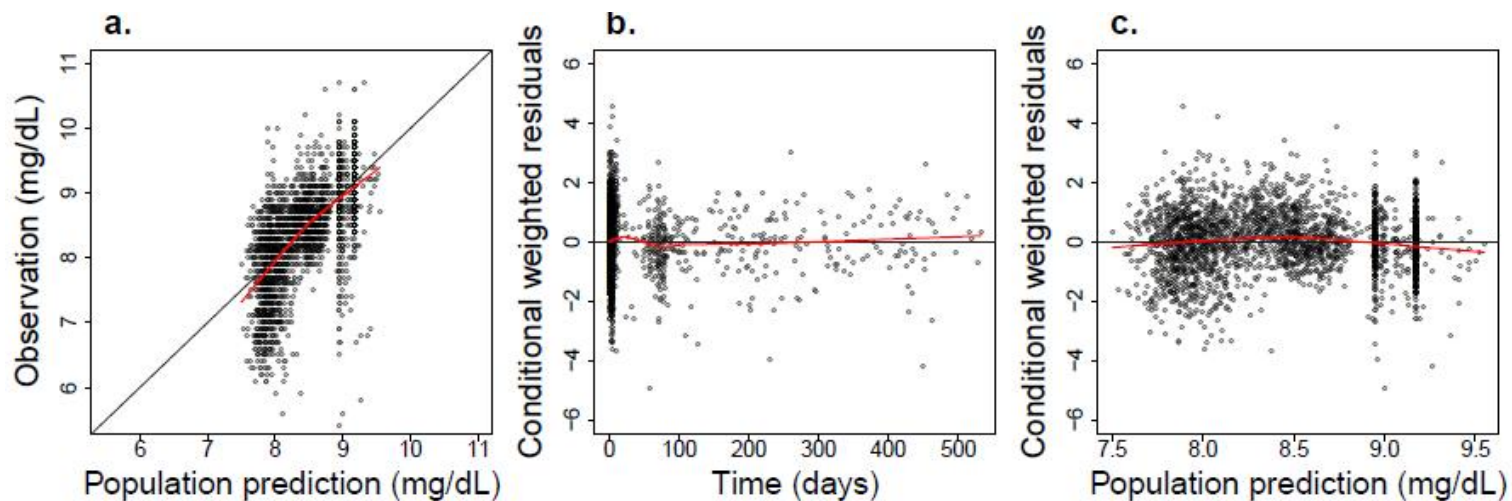 a.
Observation (mg/dL)
11
10
9
8
7
6
6 7 8 9 10 11
Population prediction (mg/dL)
b.
Conditional weighted residuals
6
4
2
0
-2
-4
-6
0 100 200 300 400 500
Time (days)
c.
Conditional weighted residuals
6
4
2
0
-2
-4
-6
7.5 8.0 8.5 9.0 9.5
Population prediction (mg/dL)